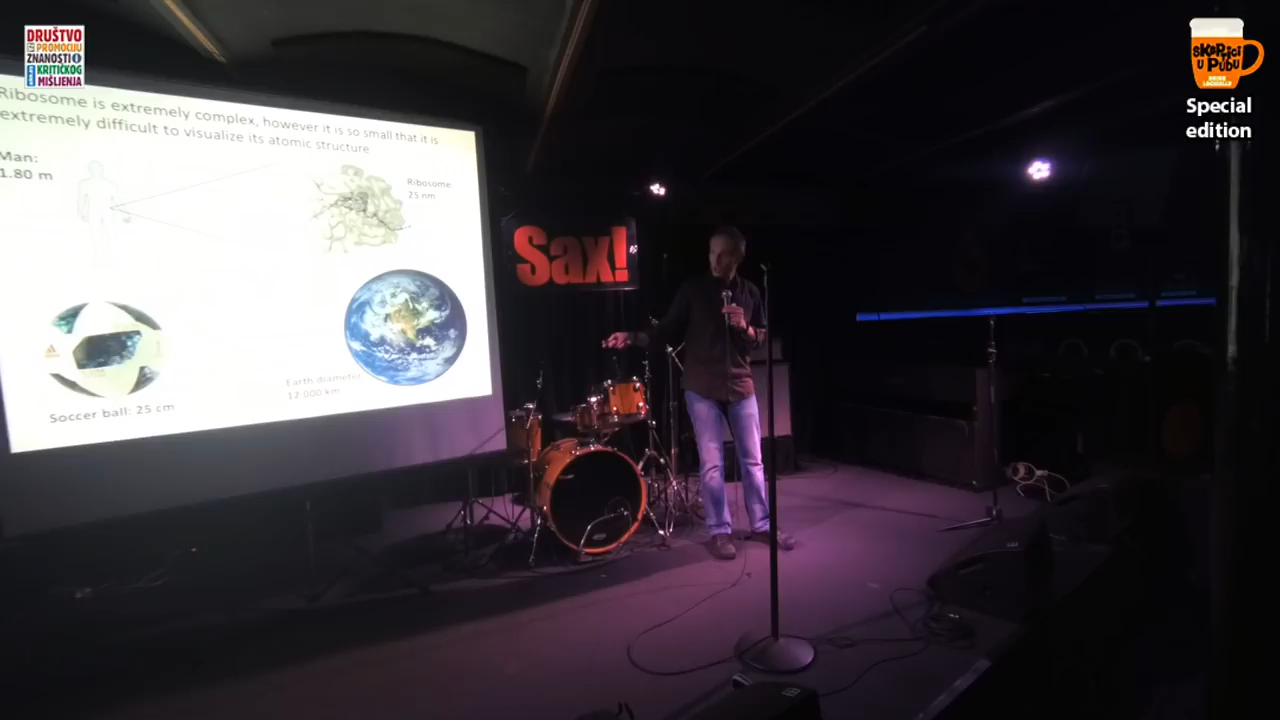 DRUŠTVO
ZA PROMOCIJU
ZNANOSTI I
KRITIČKOG
MIŠLJENJA
SKEPTICI
U PUBU
Special
edition
Ribosome is extremely complex, however it is so small that it is
extremely difficult to visualize its atomic structure
Man:
1.80 m
Ribosome
25 nm
Sax!
Earth diameter
12 000 km
Soccer ball: 25 cm